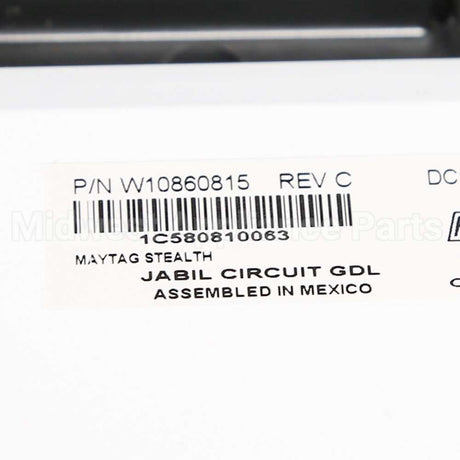 P/N W10860815 REV C DC
1C580810063
MAYTAG STEALTH
JABIL CIRCUIT GDL
ASSEMBLED IN MEXICO